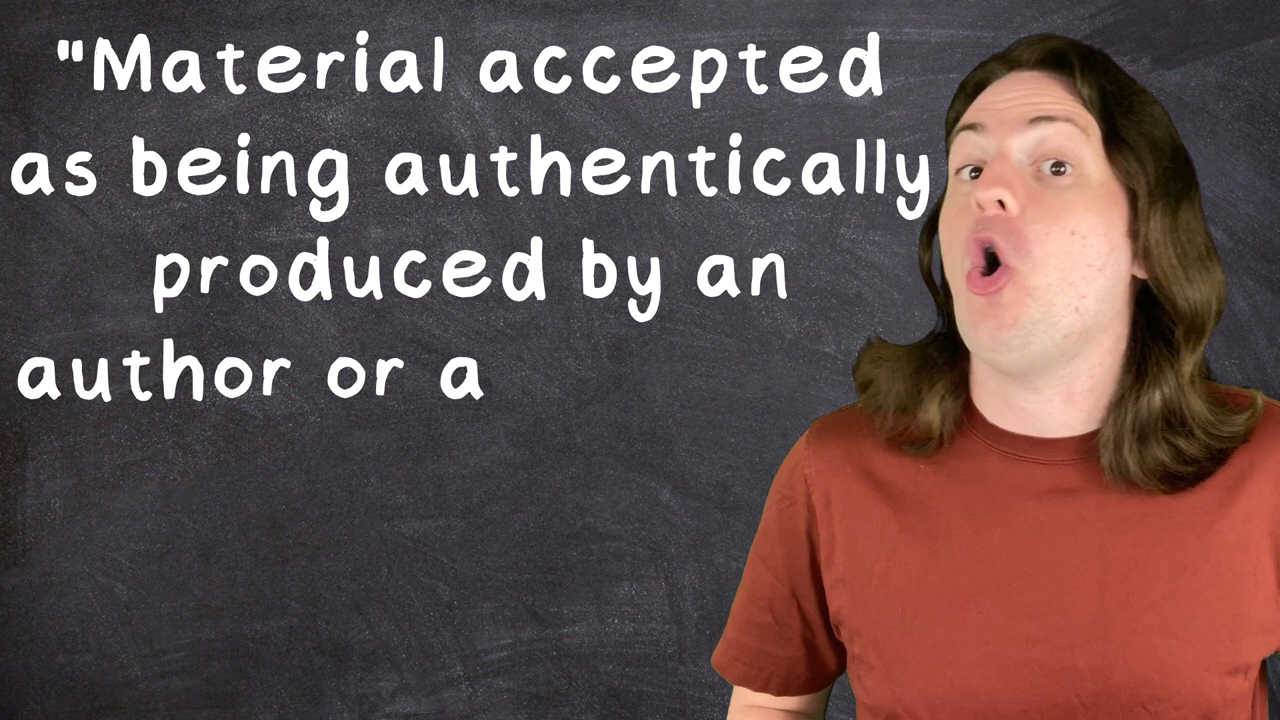 "Material accepted
as being authentically
produced by an
author or a